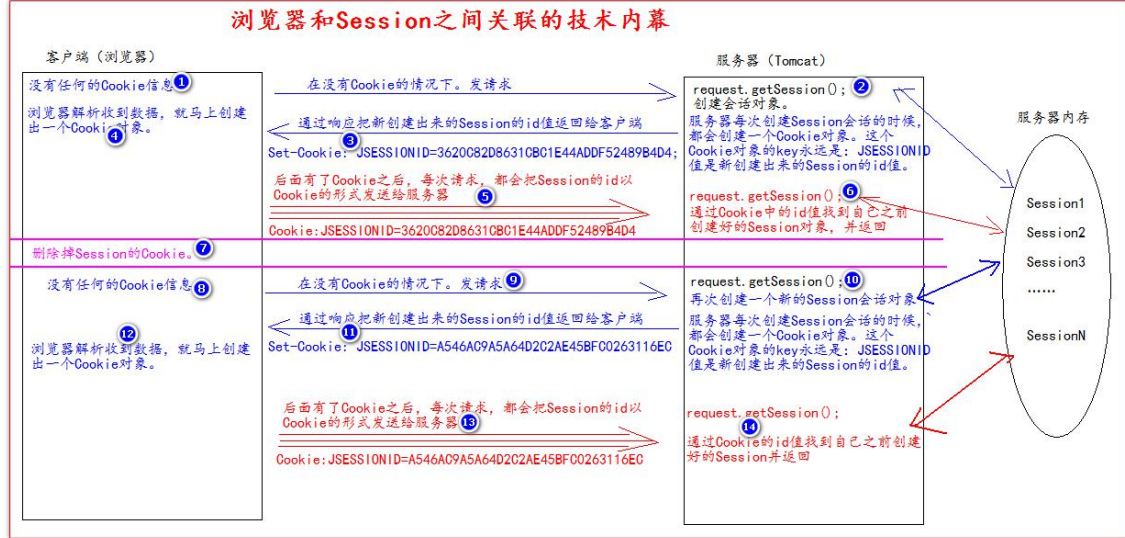 浏览器和Session之间关联的技术内幕
客户端（浏览器）
服务器（Tomcat）
服务器内存
没有任何的Cookie信息 1
在没有Cookie的情况下。发请求
request.getSession(); 2
创建会话对象。
浏览器解析收到数据，就马上创建
出一个Cookie对象。
4
通过响应把新创建出来的Session的id值返回给客户端
3
Set-Cookie: JSESSIONID=3620C82D8631CBC1E44ADDF52489B4D4;
服务器每次创建Session会话的时候，
都会创建一个Cookie对象。这个
Cookie对象的key永远是：JSESSIONID
值是新创建出来的Session的id值。
后面有了Cookie之后，每次请求，都会把Session的id以
Cookie的形式发送给服务器 5
Cookie:JSESSIONID=3620C82D8631CBC1E44ADDF52489B4D4
request.getSession(); 6
通过Cookie中的id值找到自己之前
创建好的Session对象，并返回
Session1
Session2
Session3
......
SessionN
删除掉Session的Cookie。 7
没有任何的Cookie信息 8
在没有Cookie的情况下。发请求 9
request.getSession(); 10
再次创建一个新的Session会话对象
通过响应把新创建出来的Session的id值返回给客户端
11
Set-Cookie: JSESSIONID=A546AC9A5A64D2C2AE45BFC0263116EC
服务器每次创建Session会话的时候，
都会创建一个Cookie对象。这个
Cookie对象的key永远是：JSESSIONID
值是新创建出来的Session的id值。
12
浏览器解析收到数据，就马上创建
出一个Cookie对象。
后面有了Cookie之后，每次请求，都会把Session的id以
Cookie的形式发送给服务器 13
Cookie:JSESSIONID=A546AC9A5A64D2C2AE45BFC0263116EC
request.getSession();
14
通过Cookie的id值找到自己之前创建
好的Session并返回